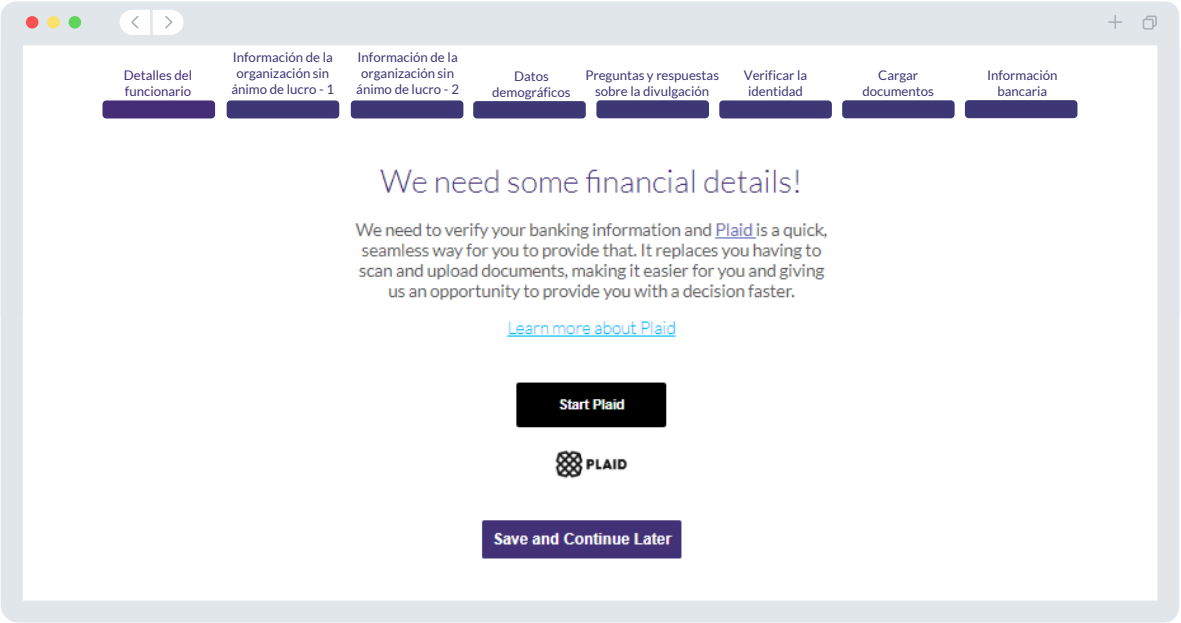 Detalles del
funcionario
Información de la
organización sin
ánimo de lucro - 1
Información de la
organización sin
ánimo de lucro - 2
Datos
demográficos
Preguntas y respuestas
sobre la divulgación
Verificar la
identidad
Cargar
documentos
Información
bancaria
We need some financial details!
We need to verify your banking information and Plaid is a quick,
seamless way for you to provide that. It replaces you having to
scan and upload documents, making it easier for you and giving
us an opportunity to provide you with a decision faster.
Learn more about Plaid
Start Plaid
PLAID
Save and Continue Later